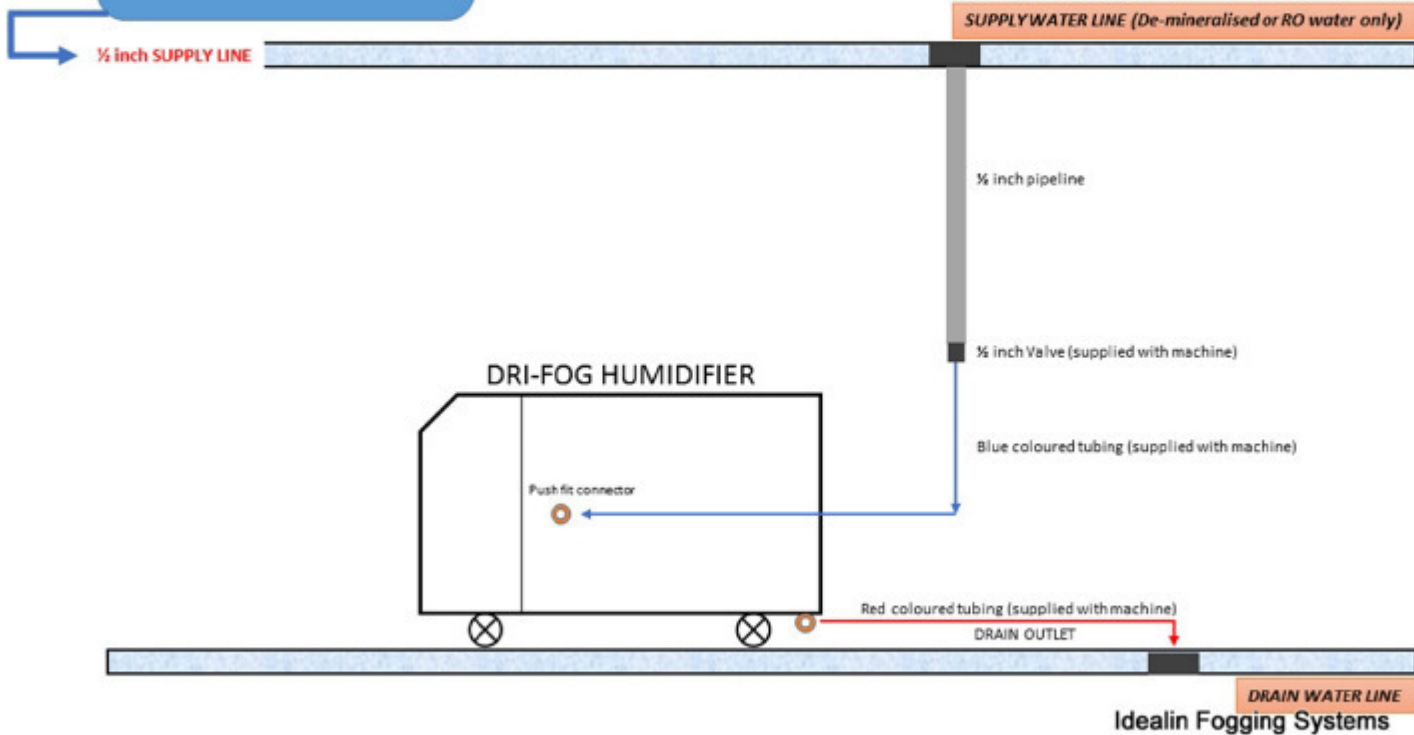 SUPPLY WATER LINE (De-mineralised or RO water only)
½ inch SUPPLY LINE
½ inch pipeline
½ inch Valve (supplied with machine)
DRI-FOG HUMIDIFIER
Blue coloured tubing (supplied with machine)
Push fit connector
Red coloured tubing (supplied with machine)
DRAIN OUTLET
DRAIN WATER LINE
Idealin Fogging Systems